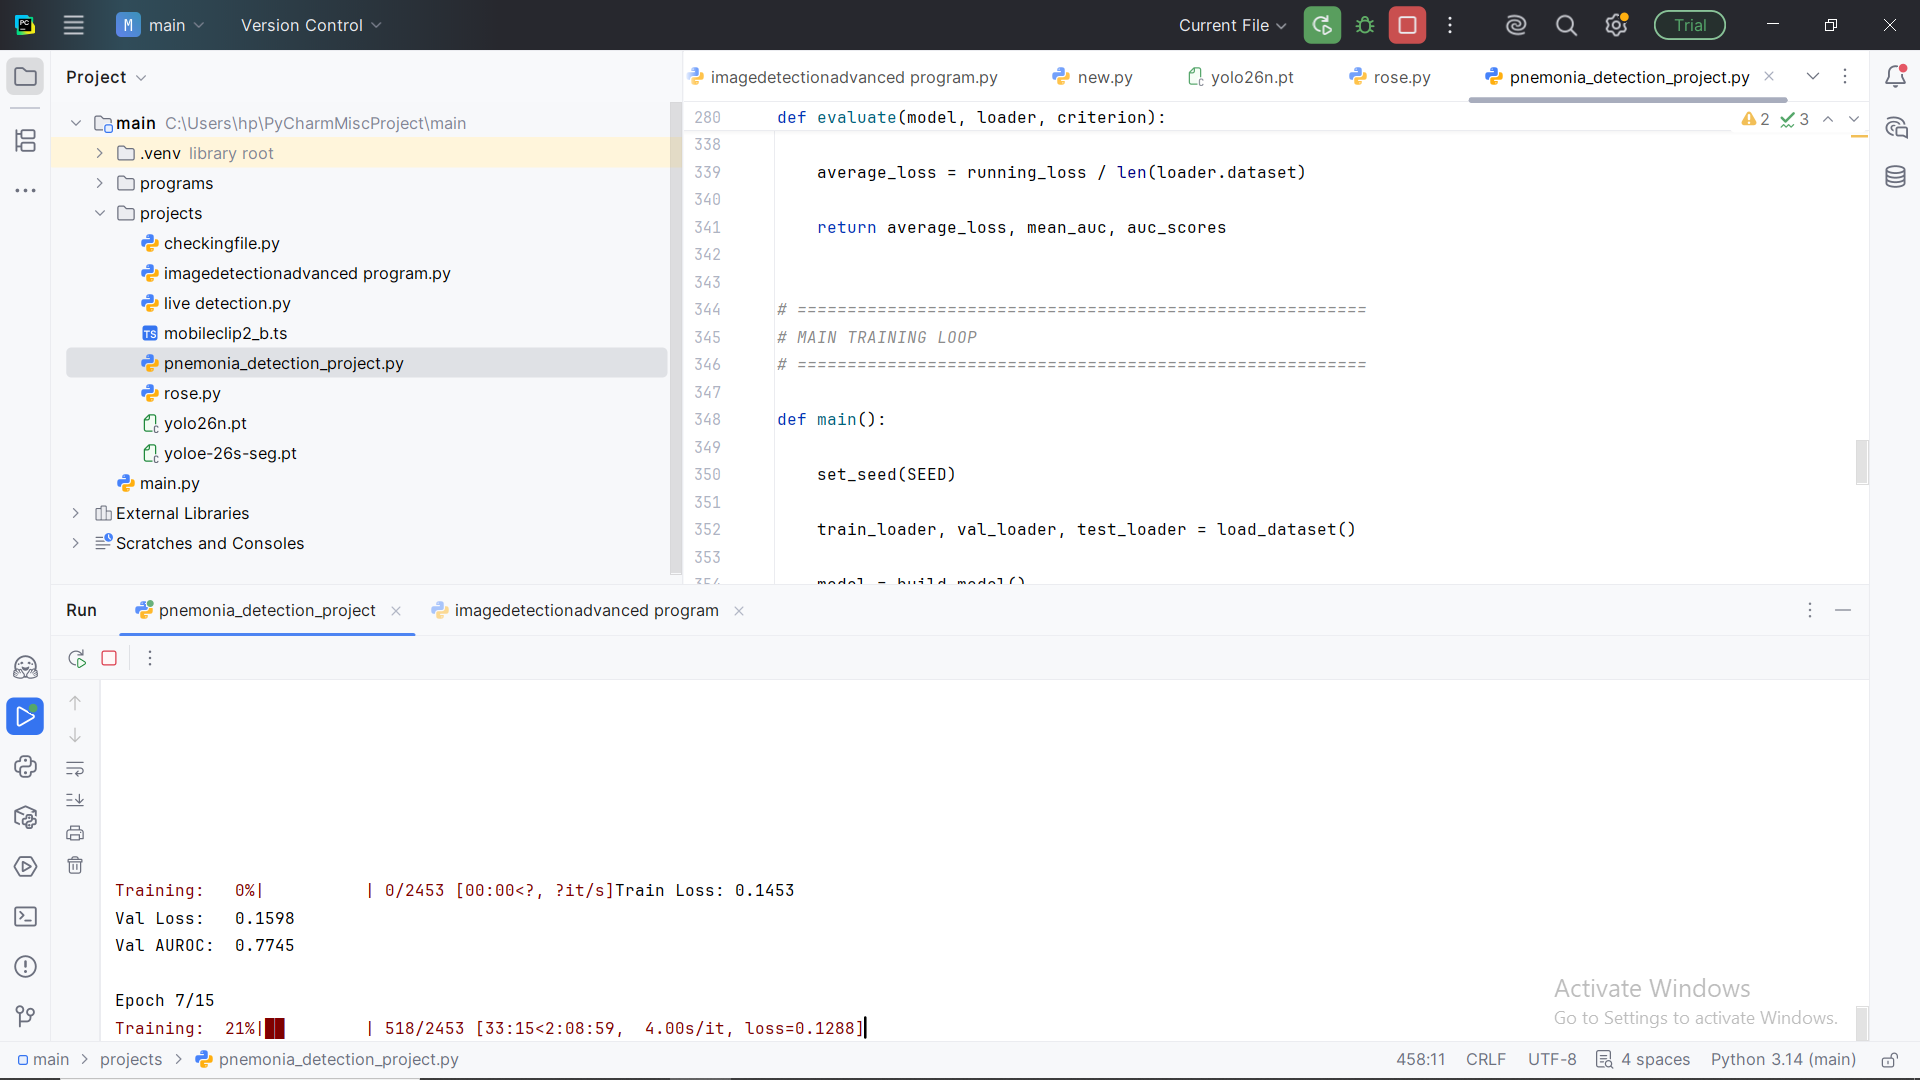 M main Version Control Current File Trial
Project
imagedetectionadvanced program.py new.py yolo26n.pt rose.py pnemonia_detection_project.py
main C:\Users\hp\PyCharmMiscProject\main
.venv library root
programs
projects
checkingfile.py
imagedetectionadvanced program.py
live detection.py
TS mobileclip2_b.ts
pnemonia_detection_project.py
rose.py
yolo26n.pt
yoloe-26s-seg.pt
main.py
External Libraries
Scratches and Consoles
280 def evaluate(model, loader, criterion): 2 3
338
339 average_loss = running_loss / len(loader.dataset)
340
341 return average_loss, mean_auc, auc_scores
342
343
344 # =========================================================
345 # MAIN TRAINING LOOP
346 # =========================================================
347
348 def main():
349
350 set_seed(SEED)
351
352 train_loader, val_loader, test_loader = load_dataset()
353
354 model = build_model()
Run pnemonia_detection_project imagedetectionadvanced program
Training: 0%| | 0/2453 [00:00<?, ?it/s]Train Loss: 0.1453
Val Loss: 0.1598
Val AUROC: 0.7745
Epoch 7/15
Training: 21%|██ | 518/2453 [33:15<2:08:59, 4.00s/it, loss=0.1288]
Activate Windows
Go to Settings to activate Windows.
main > projects > pnemonia_detection_project.py 458:11 CRLF UTF-8 4 spaces Python 3.14 (main)